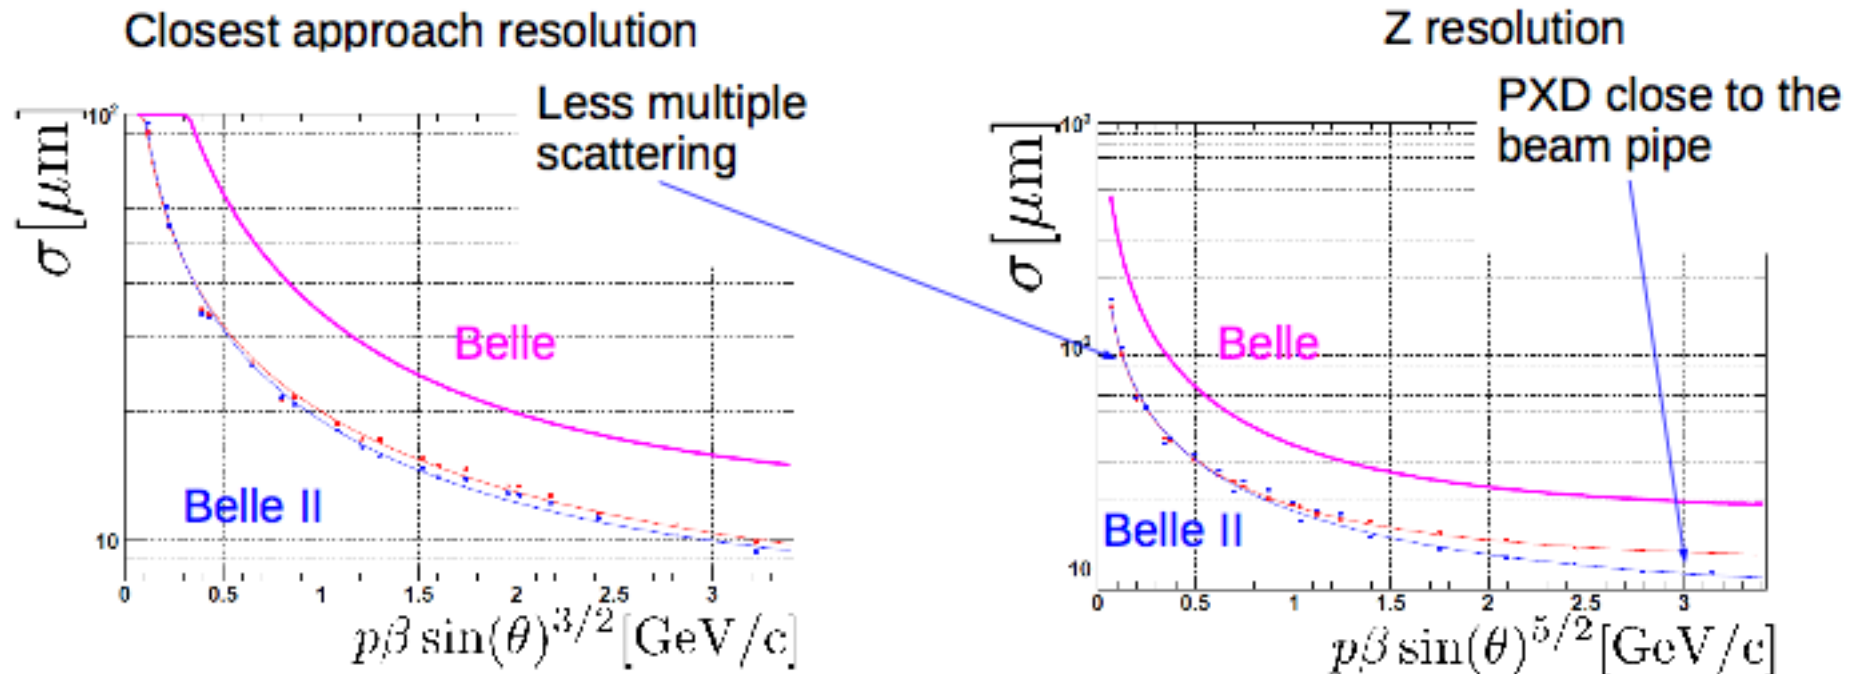 Closest approach resolution
Z resolution
Less multiple
scattering
PXD close to the
beam pipe
σ [μm]
10²
10
Belle
Belle II
0 0.5 1 1.5 2 2.5 3
pβ sin(θ)^{3/2}[GeV/c]
σ [μm]
10³
10²
10
Belle
Belle II
0 0.5 1 1.5 2 2.5 3
pβ sin(θ)^{5/2}[GeV/c]